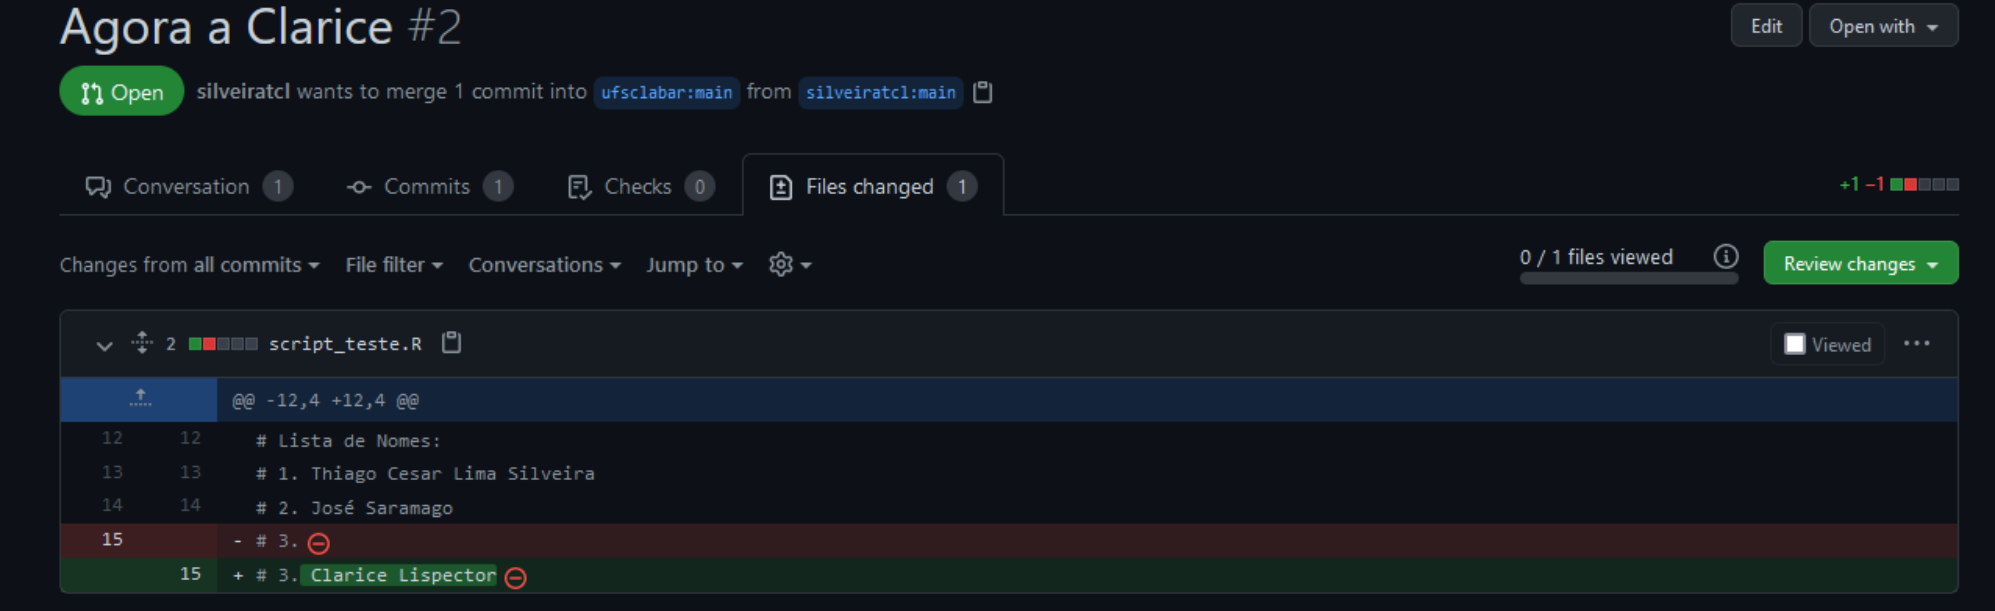 Agora a Clarice #2
Edit
Open with
Open
silveiratcl wants to merge 1 commit into ufsclabar:main from silveiratcl:main
Conversation 1
Commits 1
Checks 0
Files changed 1
+1 −1
Changes from all commits
File filter
Conversations
Jump to
0 / 1 files viewed
Review changes
2 script_teste.R
Viewed
@@ -12,4 +12,4 @@
12 12 # Lista de Nomes:
13 13 # 1. Thiago Cesar Lima Silveira
14 14 # 2. José Saramago
15 - # 3.
15 + # 3. Clarice Lispector